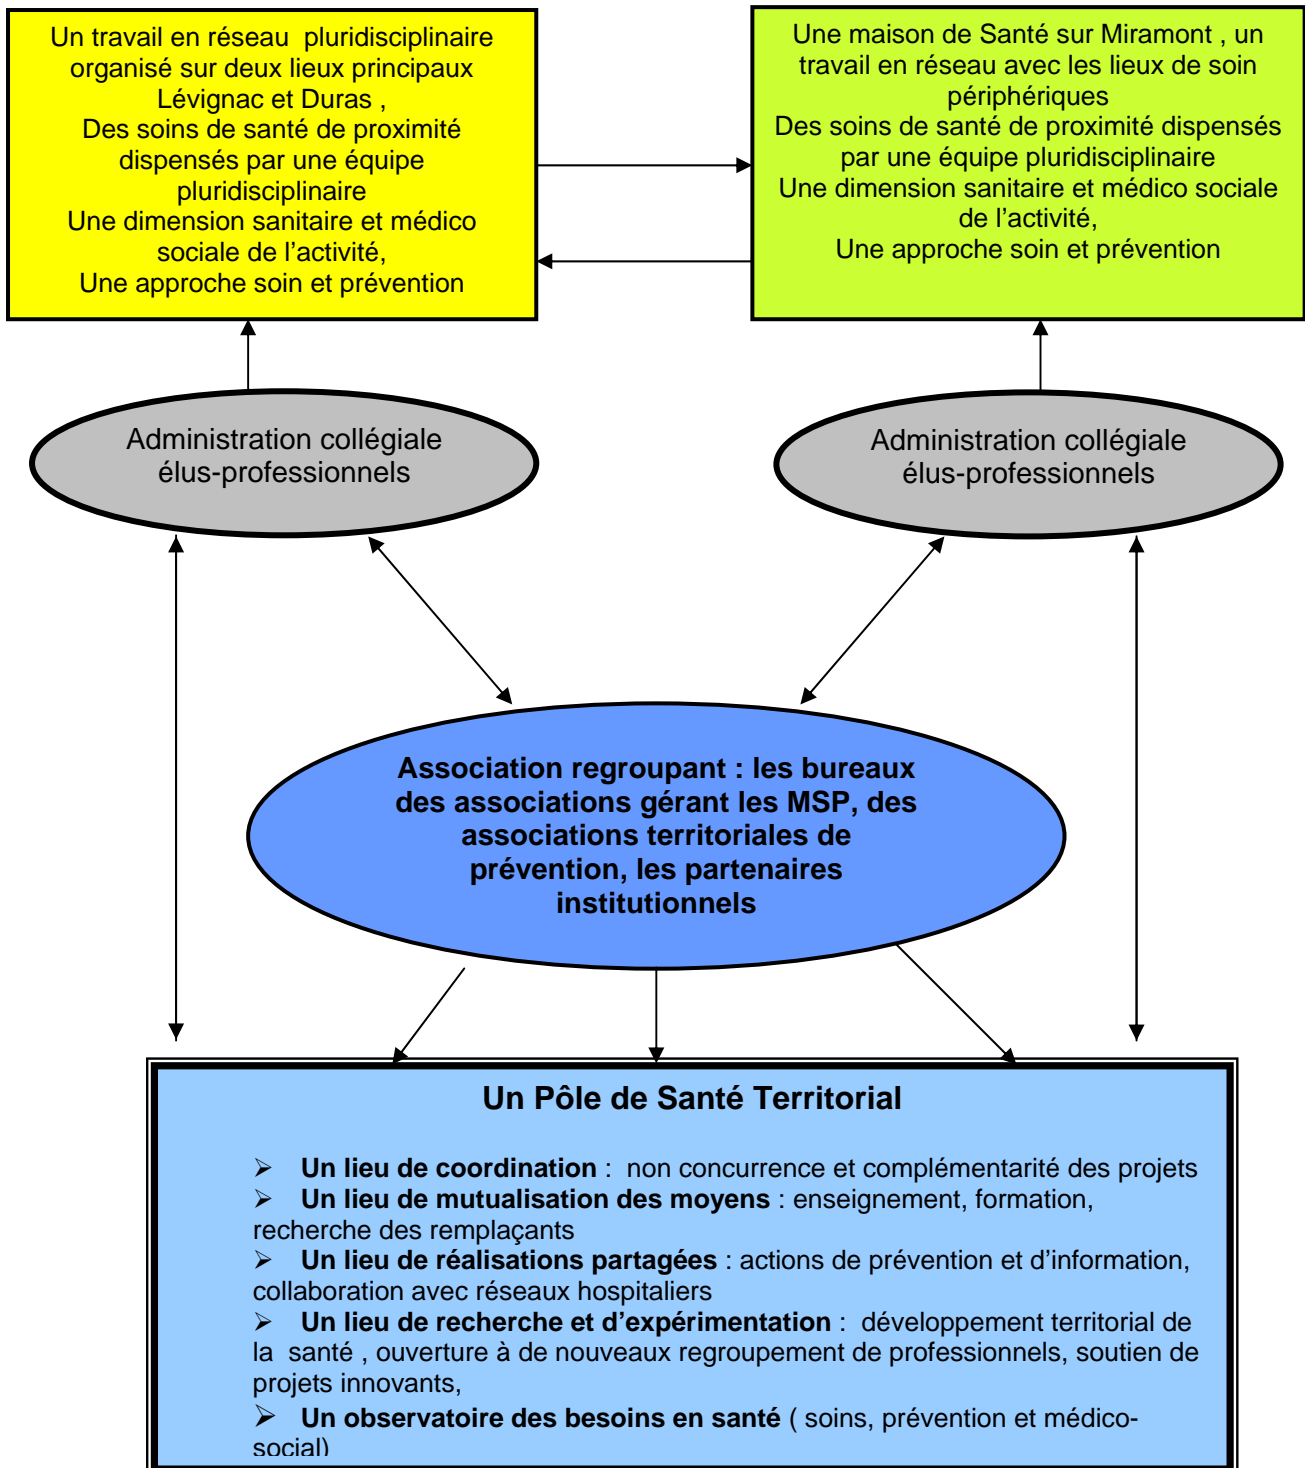 Un travail en réseau  pluridisciplinaire
organisé sur deux lieux principaux
Lévignac et Duras ,
Des soins de santé de proximité
dispensés par une équipe
pluridisciplinaire
Une dimension sanitaire et médico
sociale de l’activité,
Une approche soin et prévention
Une maison de Santé sur Miramont , un
travail en réseau avec les lieux de soin
périphériques
Des soins de santé de proximité dispensés
par une équipe pluridisciplinaire
Une dimension sanitaire et médico sociale
de l’activité,
Une approche soin et prévention
Administration collégiale
élus-professionnels
Administration collégiale
élus-professionnels
Association regroupant : les bureaux
des associations gérant les MSP, des
associations territoriales de
prévention, les partenaires
institutionnels
Un Pôle de Santé Territorial
➢ Un lieu de coordination :  non concurrence et complémentarité des projets
➢ Un lieu de mutualisation des moyens : enseignement, formation,
recherche des remplaçants
➢ Un lieu de réalisations partagées : actions de prévention et d’information,
collaboration avec réseaux hospitaliers
➢ Un lieu de recherche et d’expérimentation :  développement territorial de
la  santé , ouverture à de nouveaux regroupement de professionnels, soutien de
projets innovants,
➢ Un observatoire des besoins en santé ( soins, prévention et médico-
social)